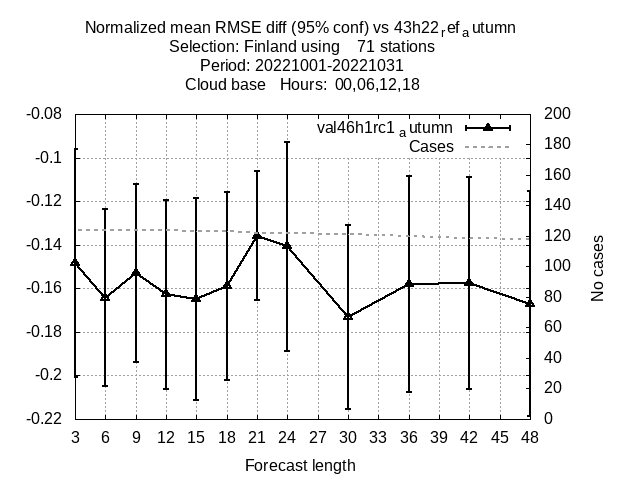 Normalized mean RMSE diff (95% conf) vs 43h22refautumn
Selection: Finland using 71 stations
Period: 20221001-20221031
Cloud base Hours: 00,06,12,18
-0.08 200
val46h1rc1autumn
180
Cases
-0.1 160
140
-0.12
120
-0.14
100
-0.16
80
-0.18 60
40
-0.2
20
-0.22 0
No cases
3 6 9 12 15 18 21 24 27 30 33 36 39 42 45 48
Forecast length